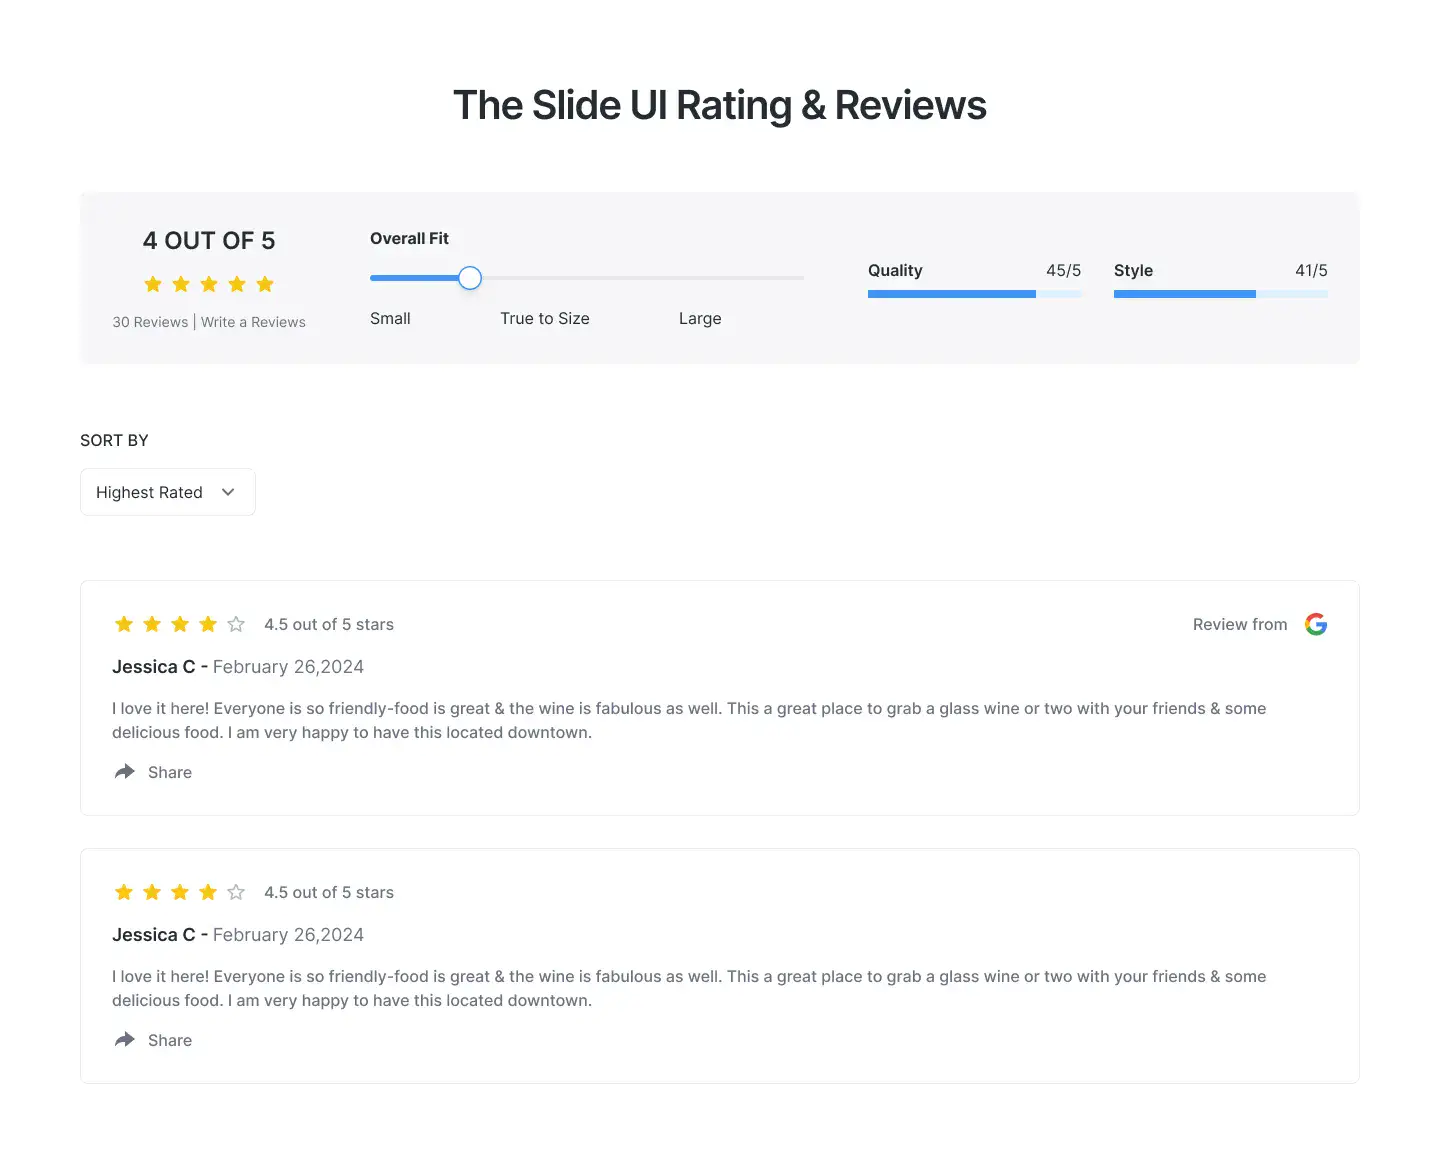 The Slide UI Rating & Reviews
4 OUT OF 5
30 Reviews | Write a Reviews
Overall Fit
Small True to Size Large
Quality 45/5
Style 41/5
SORT BY
Highest Rated
4.5 out of 5 stars
Review from
Jessica C - February 26,2024
I love it here! Everyone is so friendly-food is great & the wine is fabulous as well. This a great place to grab a glass wine or two with your friends & some
delicious food. I am very happy to have this located downtown.
Share
4.5 out of 5 stars
Jessica C - February 26,2024
I love it here! Everyone is so friendly-food is great & the wine is fabulous as well. This a great place to grab a glass wine or two with your friends & some
delicious food. I am very happy to have this located downtown.
Share